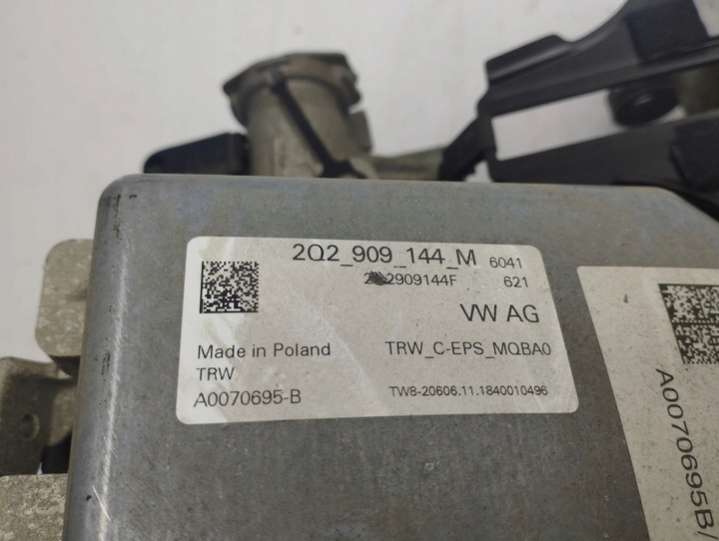 2Q2_909_144_M 6041
2909144F 621
VW AG
Made in Poland TRW_C-EPS_MQBA0
TRW
A0070695-B TW8-20606.11.1840010496
A0070695B/